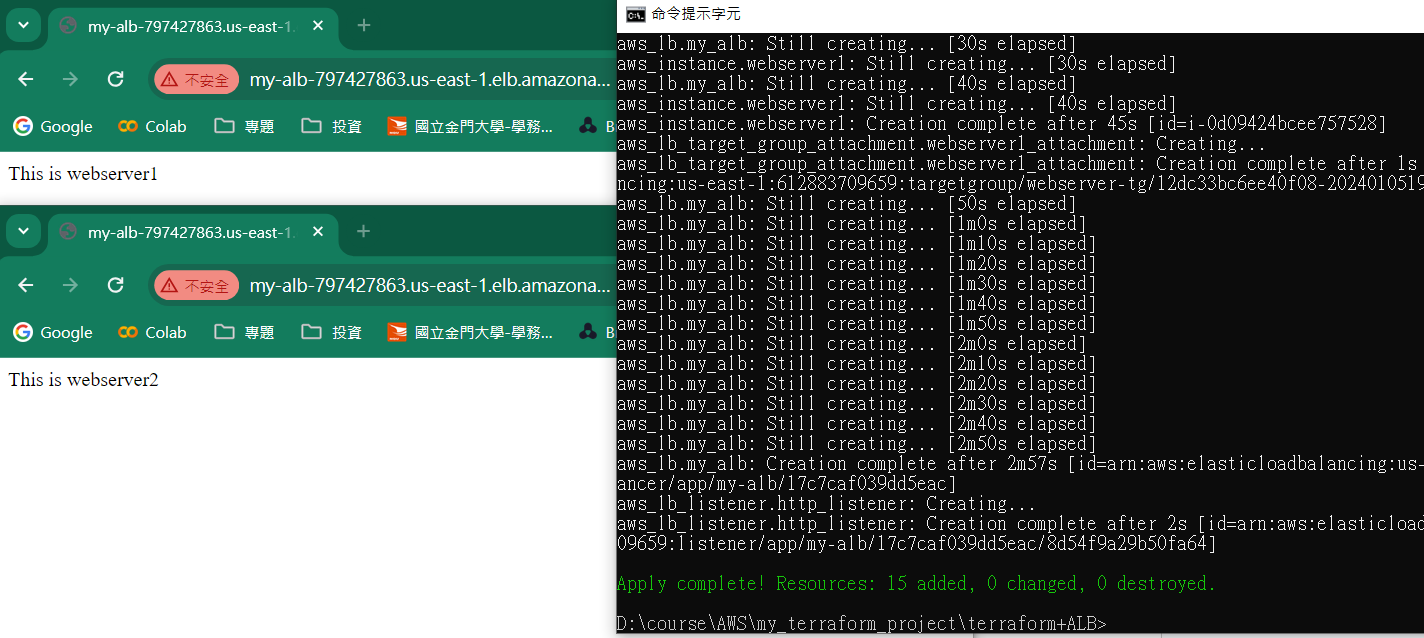 my-alb-797427863.us-east-1.
不安全 my-alb-797427863.us-east-1.elb.amazona...
Google Colab 專題 投資 國立金門大學-學務... B
This is webserver1
my-alb-797427863.us-east-1.
不安全 my-alb-797427863.us-east-1.elb.amazona...
Google Colab 專題 投資 國立金門大學-學務... B
This is webserver2
命令提示字元
aws_lb.my_alb: Still creating... [30s elapsed]
aws_instance.webserver1: Still creating... [30s elapsed]
aws_lb.my_alb: Still creating... [40s elapsed]
aws_instance.webserver1: Still creating... [40s elapsed]
aws_instance.webserver1: Creation complete after 45s [id=i-0d09424bcee757528]
aws_lb_target_group_attachment.webserver1_attachment: Creating...
aws_lb_target_group_attachment.webserver1_attachment: Creation complete after 1s
ncing:us-east-1:612883709659:targetgroup/webserver-tg/12dc33bc6ee40f08-2024010519
aws_lb.my_alb: Still creating... [50s elapsed]
aws_lb.my_alb: Still creating... [1m0s elapsed]
aws_lb.my_alb: Still creating... [1m10s elapsed]
aws_lb.my_alb: Still creating... [1m20s elapsed]
aws_lb.my_alb: Still creating... [1m30s elapsed]
aws_lb.my_alb: Still creating... [1m40s elapsed]
aws_lb.my_alb: Still creating... [1m50s elapsed]
aws_lb.my_alb: Still creating... [2m0s elapsed]
aws_lb.my_alb: Still creating... [2m10s elapsed]
aws_lb.my_alb: Still creating... [2m20s elapsed]
aws_lb.my_alb: Still creating... [2m30s elapsed]
aws_lb.my_alb: Still creating... [2m40s elapsed]
aws_lb.my_alb: Still creating... [2m50s elapsed]
aws_lb.my_alb: Creation complete after 2m57s [id=arn:aws:elasticloadbalancing:us-
ancer/app/my-alb/17c7caf039dd5eac]
aws_lb_listener.http_listener: Creating...
aws_lb_listener.http_listener: Creation complete after 2s [id=arn:aws:elasticload
09659:listener/app/my-alb/17c7caf039dd5eac/8d54f9a29b50fa64]
Apply complete! Resources: 15 added, 0 changed, 0 destroyed.
D:\course\AWS\my_terraform_project\terraform+ALB>